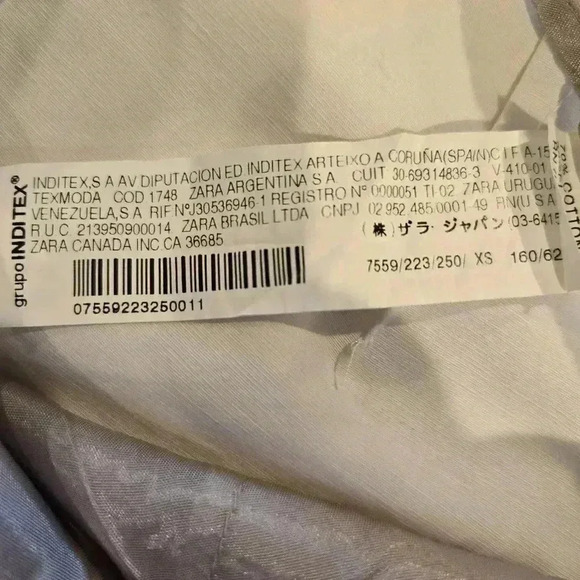 grupo INDITEX®
INDITEX,S.A AV DIPUTACION ED INDITEX ARTEIXO A CORUÑA(SPAIN)C I F A-15
TEXMODA COD 1748 ZARA ARGENTINA S A CUIT 30-69314836-3 V-410-01
VENEZUELA,S A RIF NºJ30536946-1 REGISTRO Nº 0000051 TI 02. ZARA URUGU
R U C 213950900014 ZARA BRASIL LTDA CNPJ 02 952 485/0001-49 RN(U S A
ZARA CANADA INC.CA 36685
(株) ザラ・ジャパン (03-6415
7559/223/250/ XS 160/62
07559223250011
COTTON